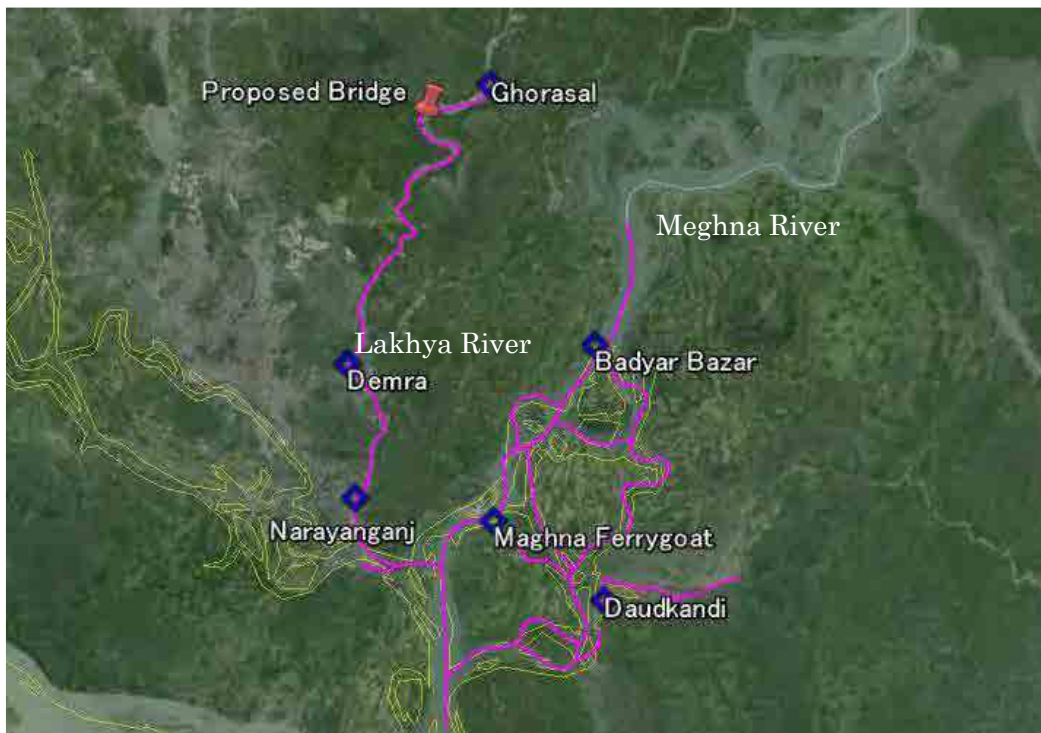 Proposed Bridge
Ghorasal
Meghna River
Lakhya River
Badyar Bazar
Demra
Narayanganj
Maghna Ferrygoat
Daudkandi